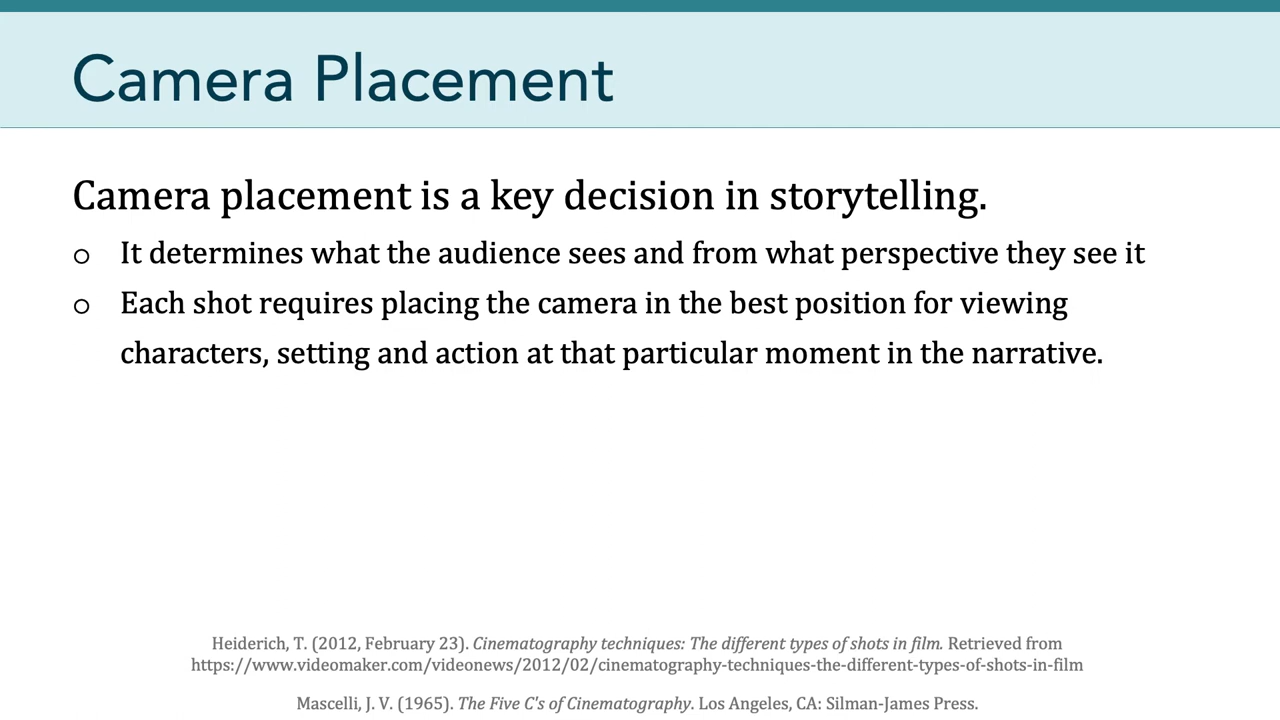 Camera Placement
Camera placement is a key decision in storytelling.
o It determines what the audience sees and from what perspective they see it
o Each shot requires placing the camera in the best position for viewing
characters, setting and action at that particular moment in the narrative.
Heiderich, T. (2012, February 23). Cinematography techniques: The different types of shots in film. Retrieved from
https://www.videomaker.com/videonews/2012/02/cinematography-techniques-the-different-types-of-shots-in-film
Mascelli, J. V. (1965). The Five C's of Cinematography. Los Angeles, CA: Silman-James Press.